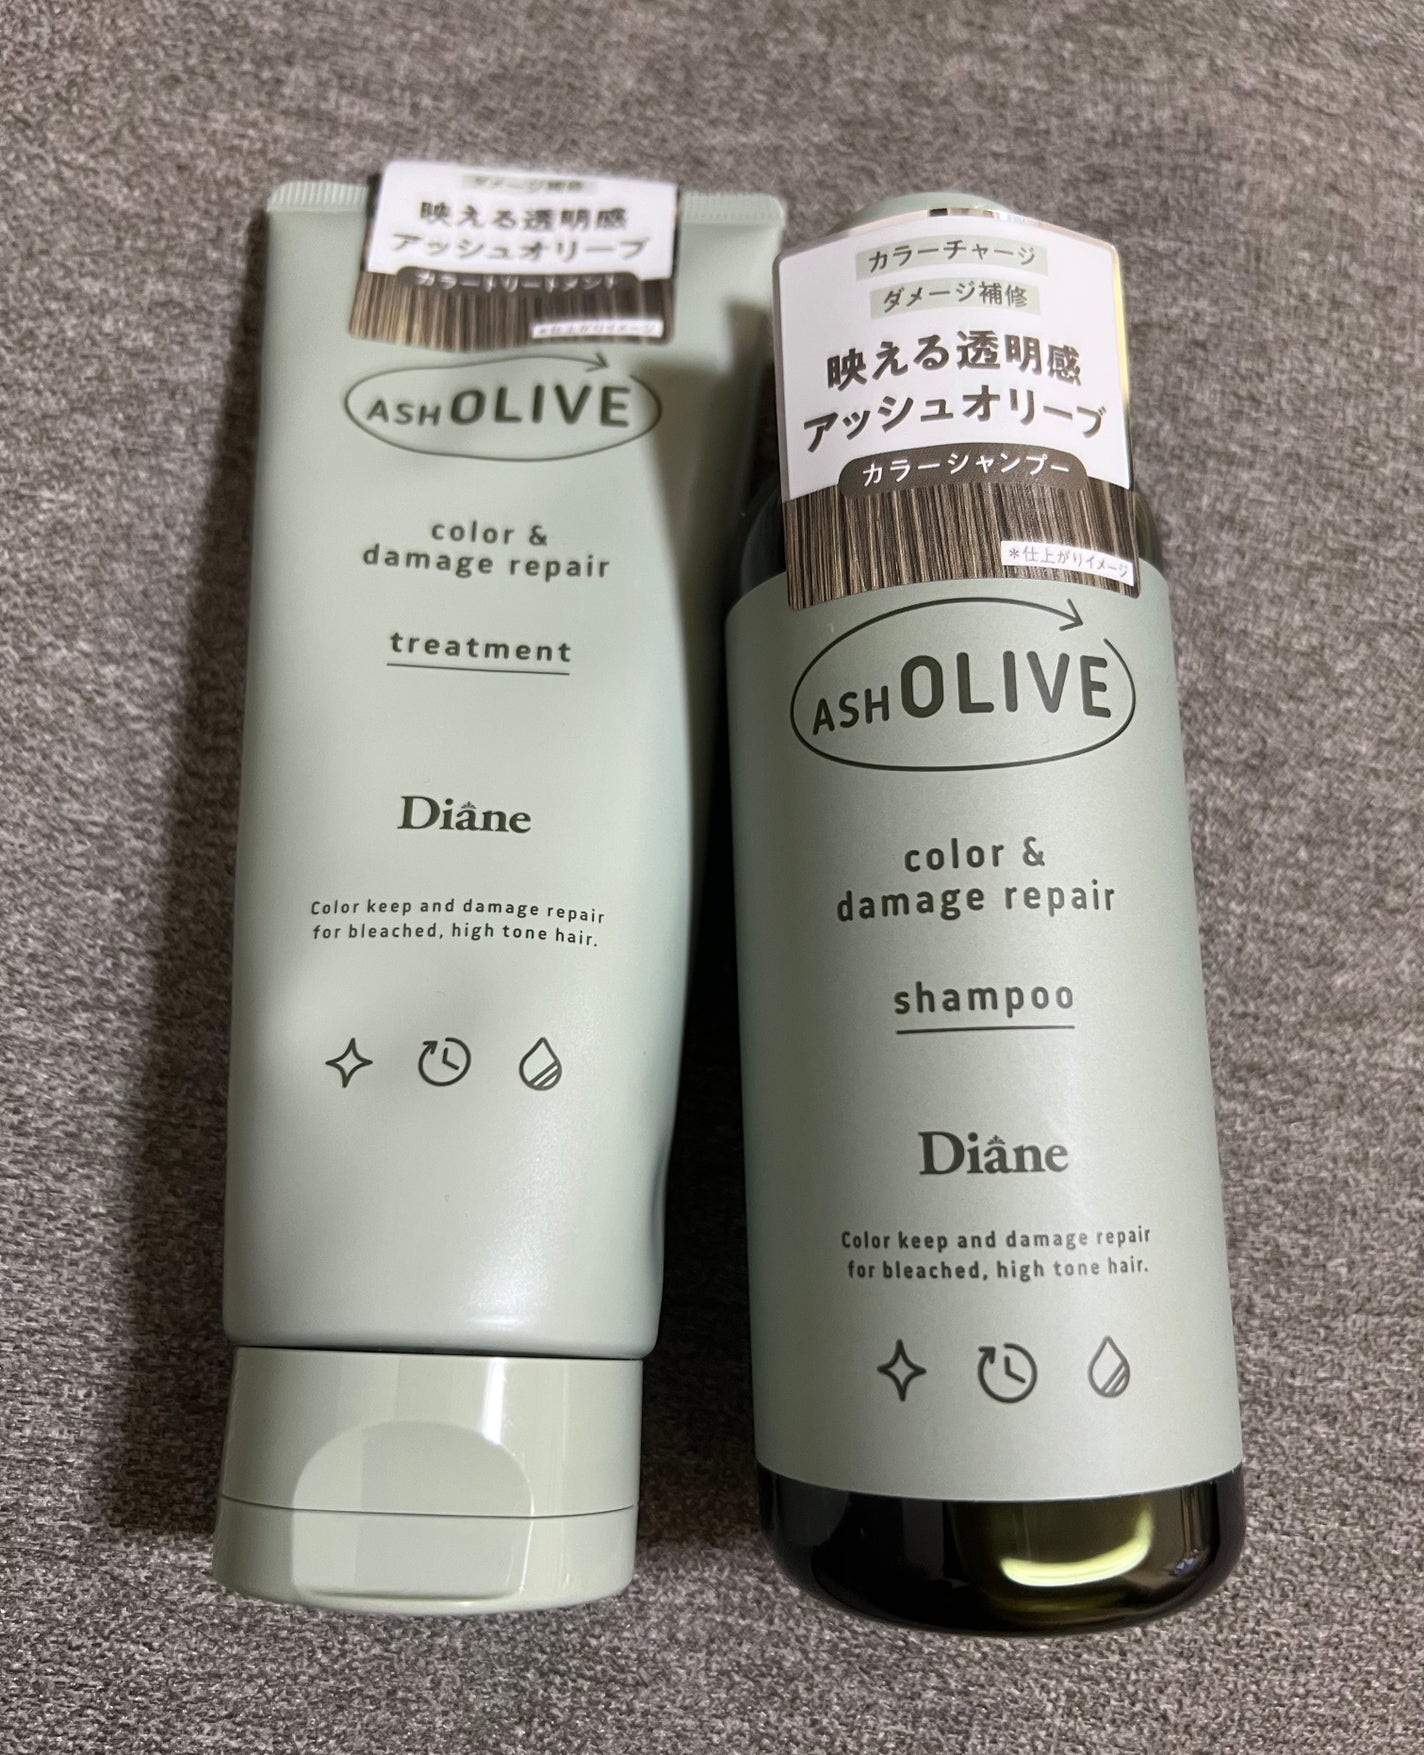 ダメージ補修
映える透明感
アッシュオリーブ
カラートリートメント
*仕上がりイメージ
ASH OLIVE
color &
damage repair
treatment
Diane
Color keep and damage repair
for bleached, high tone hair.
カラーチャージ
ダメージ補修
映える透明感
アッシュオリーブ
カラーシャンプー
*仕上がりイメージ
ASH OLIVE
color &
damage repair
shampoo
Diane
Color keep and damage repair
for bleached, high tone hair.